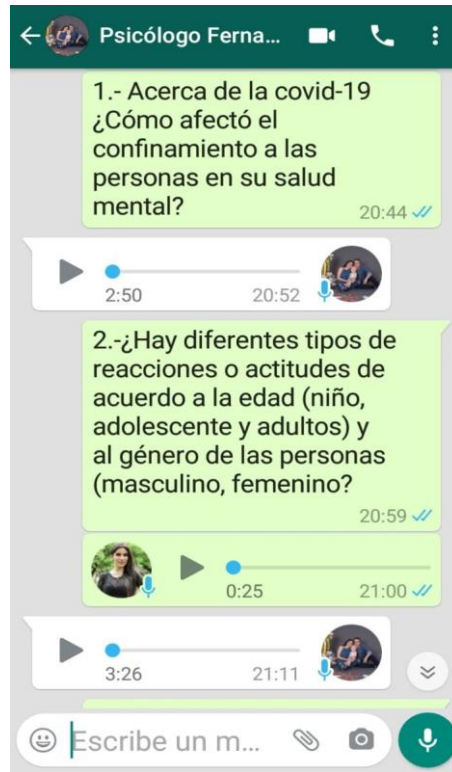 Psicólogo Ferna...
1.- Acerca de la covid-19
¿Cómo afectó el
confinamiento a las
personas en su salud
mental?
20:44
2:50 20:52
2.-¿Hay diferentes tipos de
reacciones o actitudes de
acuerdo a la edad (niño,
adolescente y adultos) y
al género de las personas
(masculino, femenino?
20:59
0:25 21:00
3:26 21:11
Escribe un m...